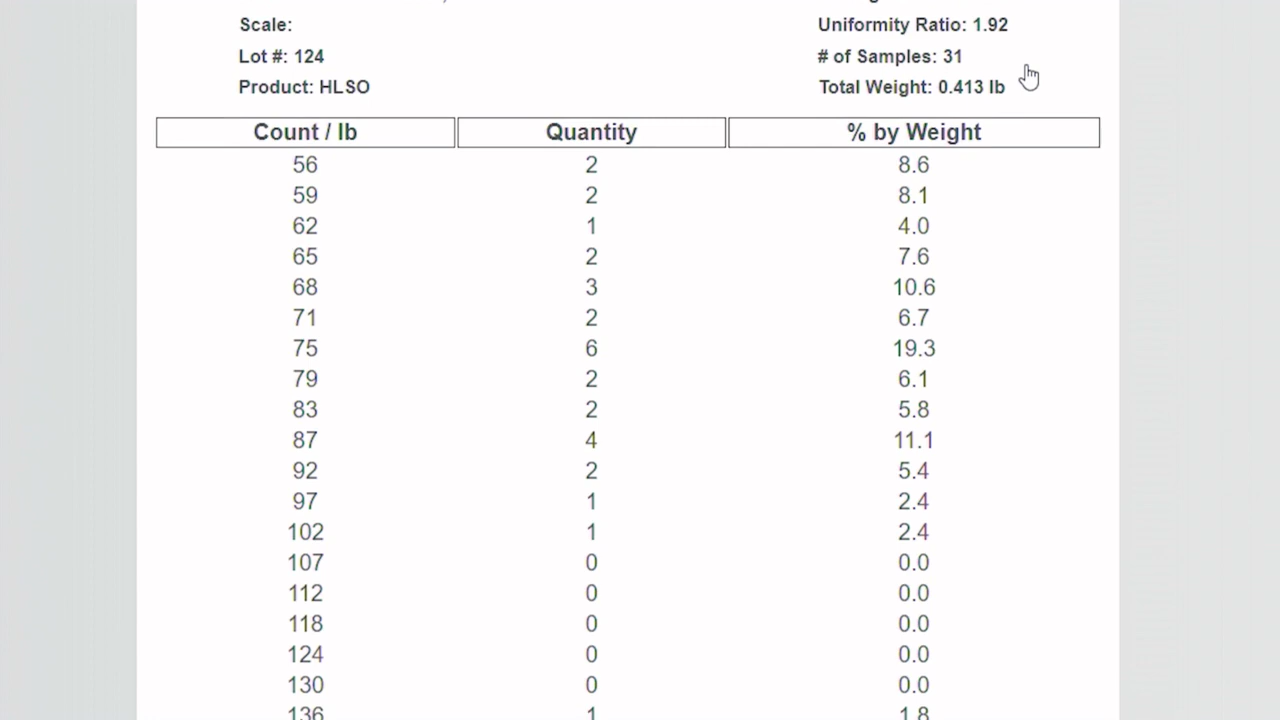 Scale: Uniformity Ratio: 1.92
Lot #: 124 # of Samples: 31
Product: HLSO Total Weight: 0.413 lb
Count / lb Quantity % by Weight
56 2 8.6
59 2 8.1
62 1 4.0
65 2 7.6
68 3 10.6
71 2 6.7
75 6 19.3
79 2 6.1
83 2 5.8
87 4 11.1
92 2 5.4
97 1 2.4
102 1 2.4
107 0 0.0
112 0 0.0
118 0 0.0
124 0 0.0
130 0 0.0
136 1 1.8